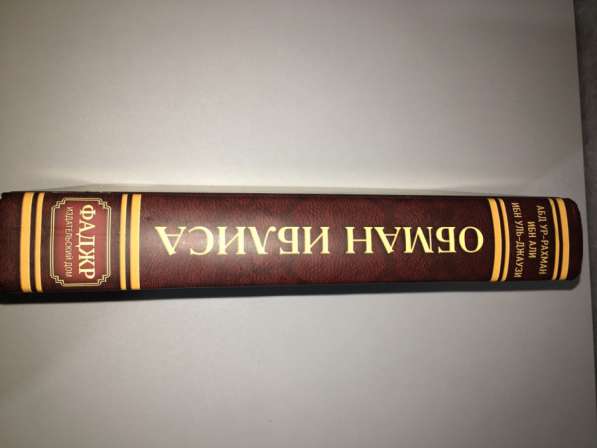 АБД УР-РАХМАН
ИБН АЛИ
ИБН УЛЬ-ДЖАУЗИ
ОБМАН ИБЛИСА
ФАДЖР
ИЗДАТЕЛЬСКИЙ ДОМ